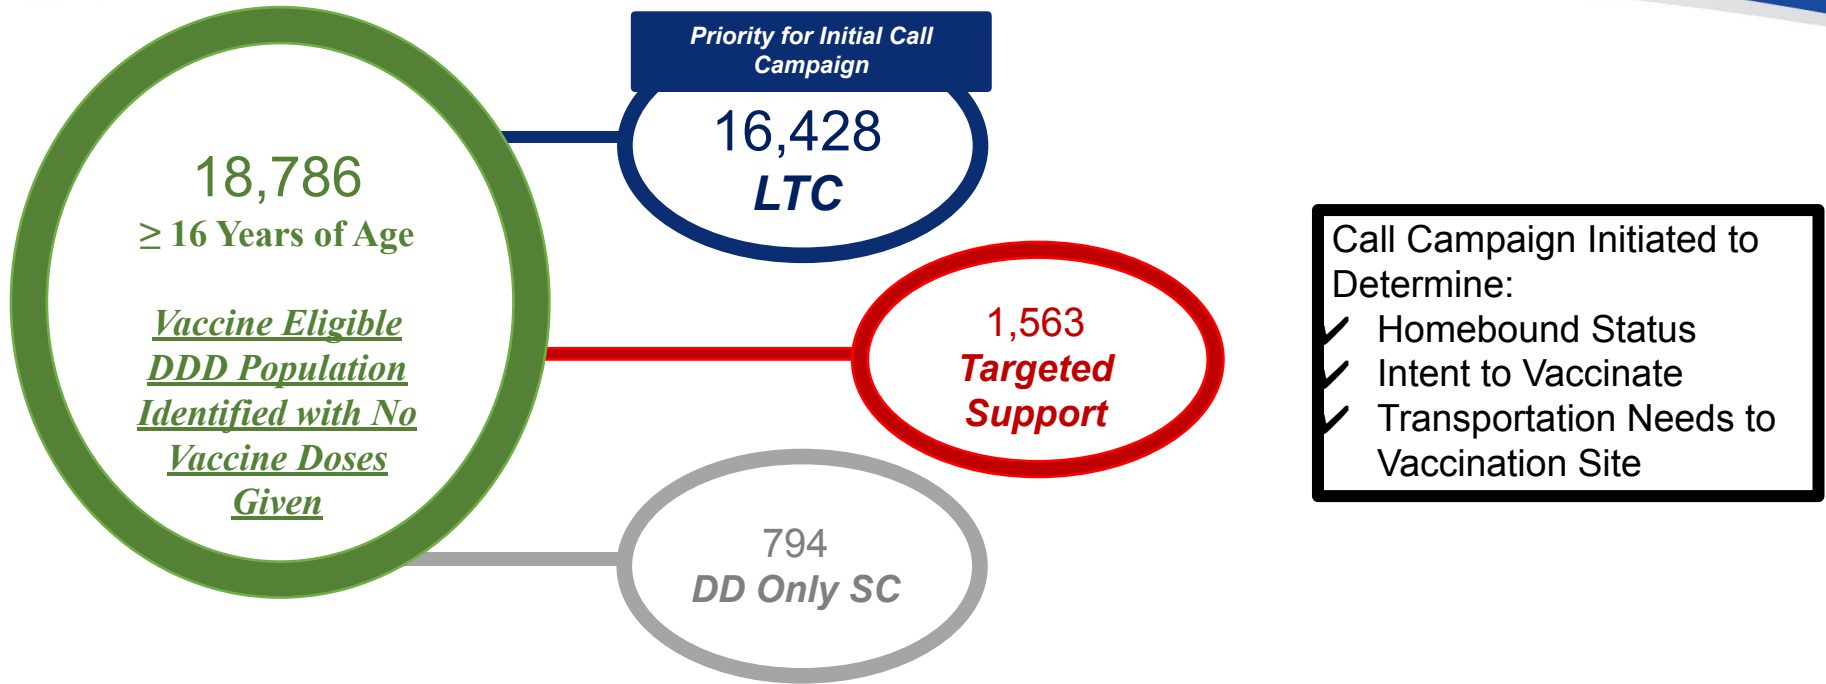 18,786
≥ 16 Years of Age
Vaccine Eligible
DDD Population
Identified with No
Vaccine Doses
Given
Priority for Initial Call
Campaign
16,428
LTC
1,563
Targeted
Support
794
DD Only SC
Call Campaign Initiated to
Determine:
✓ Homebound Status
✓ Intent to Vaccinate
✓ Transportation Needs to
Vaccination Site